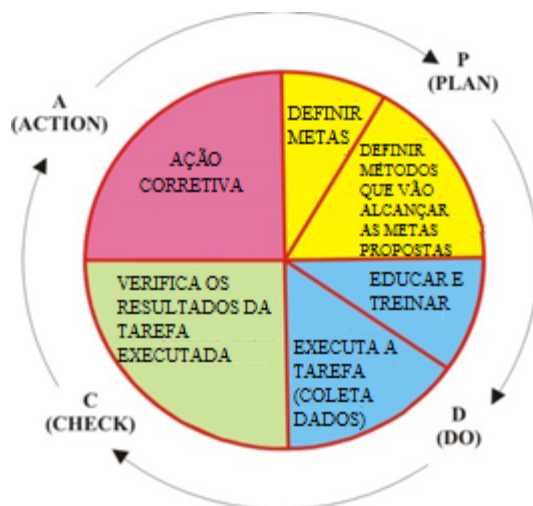 P
(PLAN)
A
(ACTION)
DEFINIR
METAS
DEFINIR
MÉTODOS
QUE VÃO
ALCANÇAR
AS METAS
PROPOSTAS
AÇÃO
CORRETIVA
EDUCAR E
TREINAR
VERIFICA OS
RESULTADOS DA
TAREFA
EXECUTADA
EXECUTA A
TAREFA
(COLETA
DADOS)
C
(CHECK)
D
(DO)